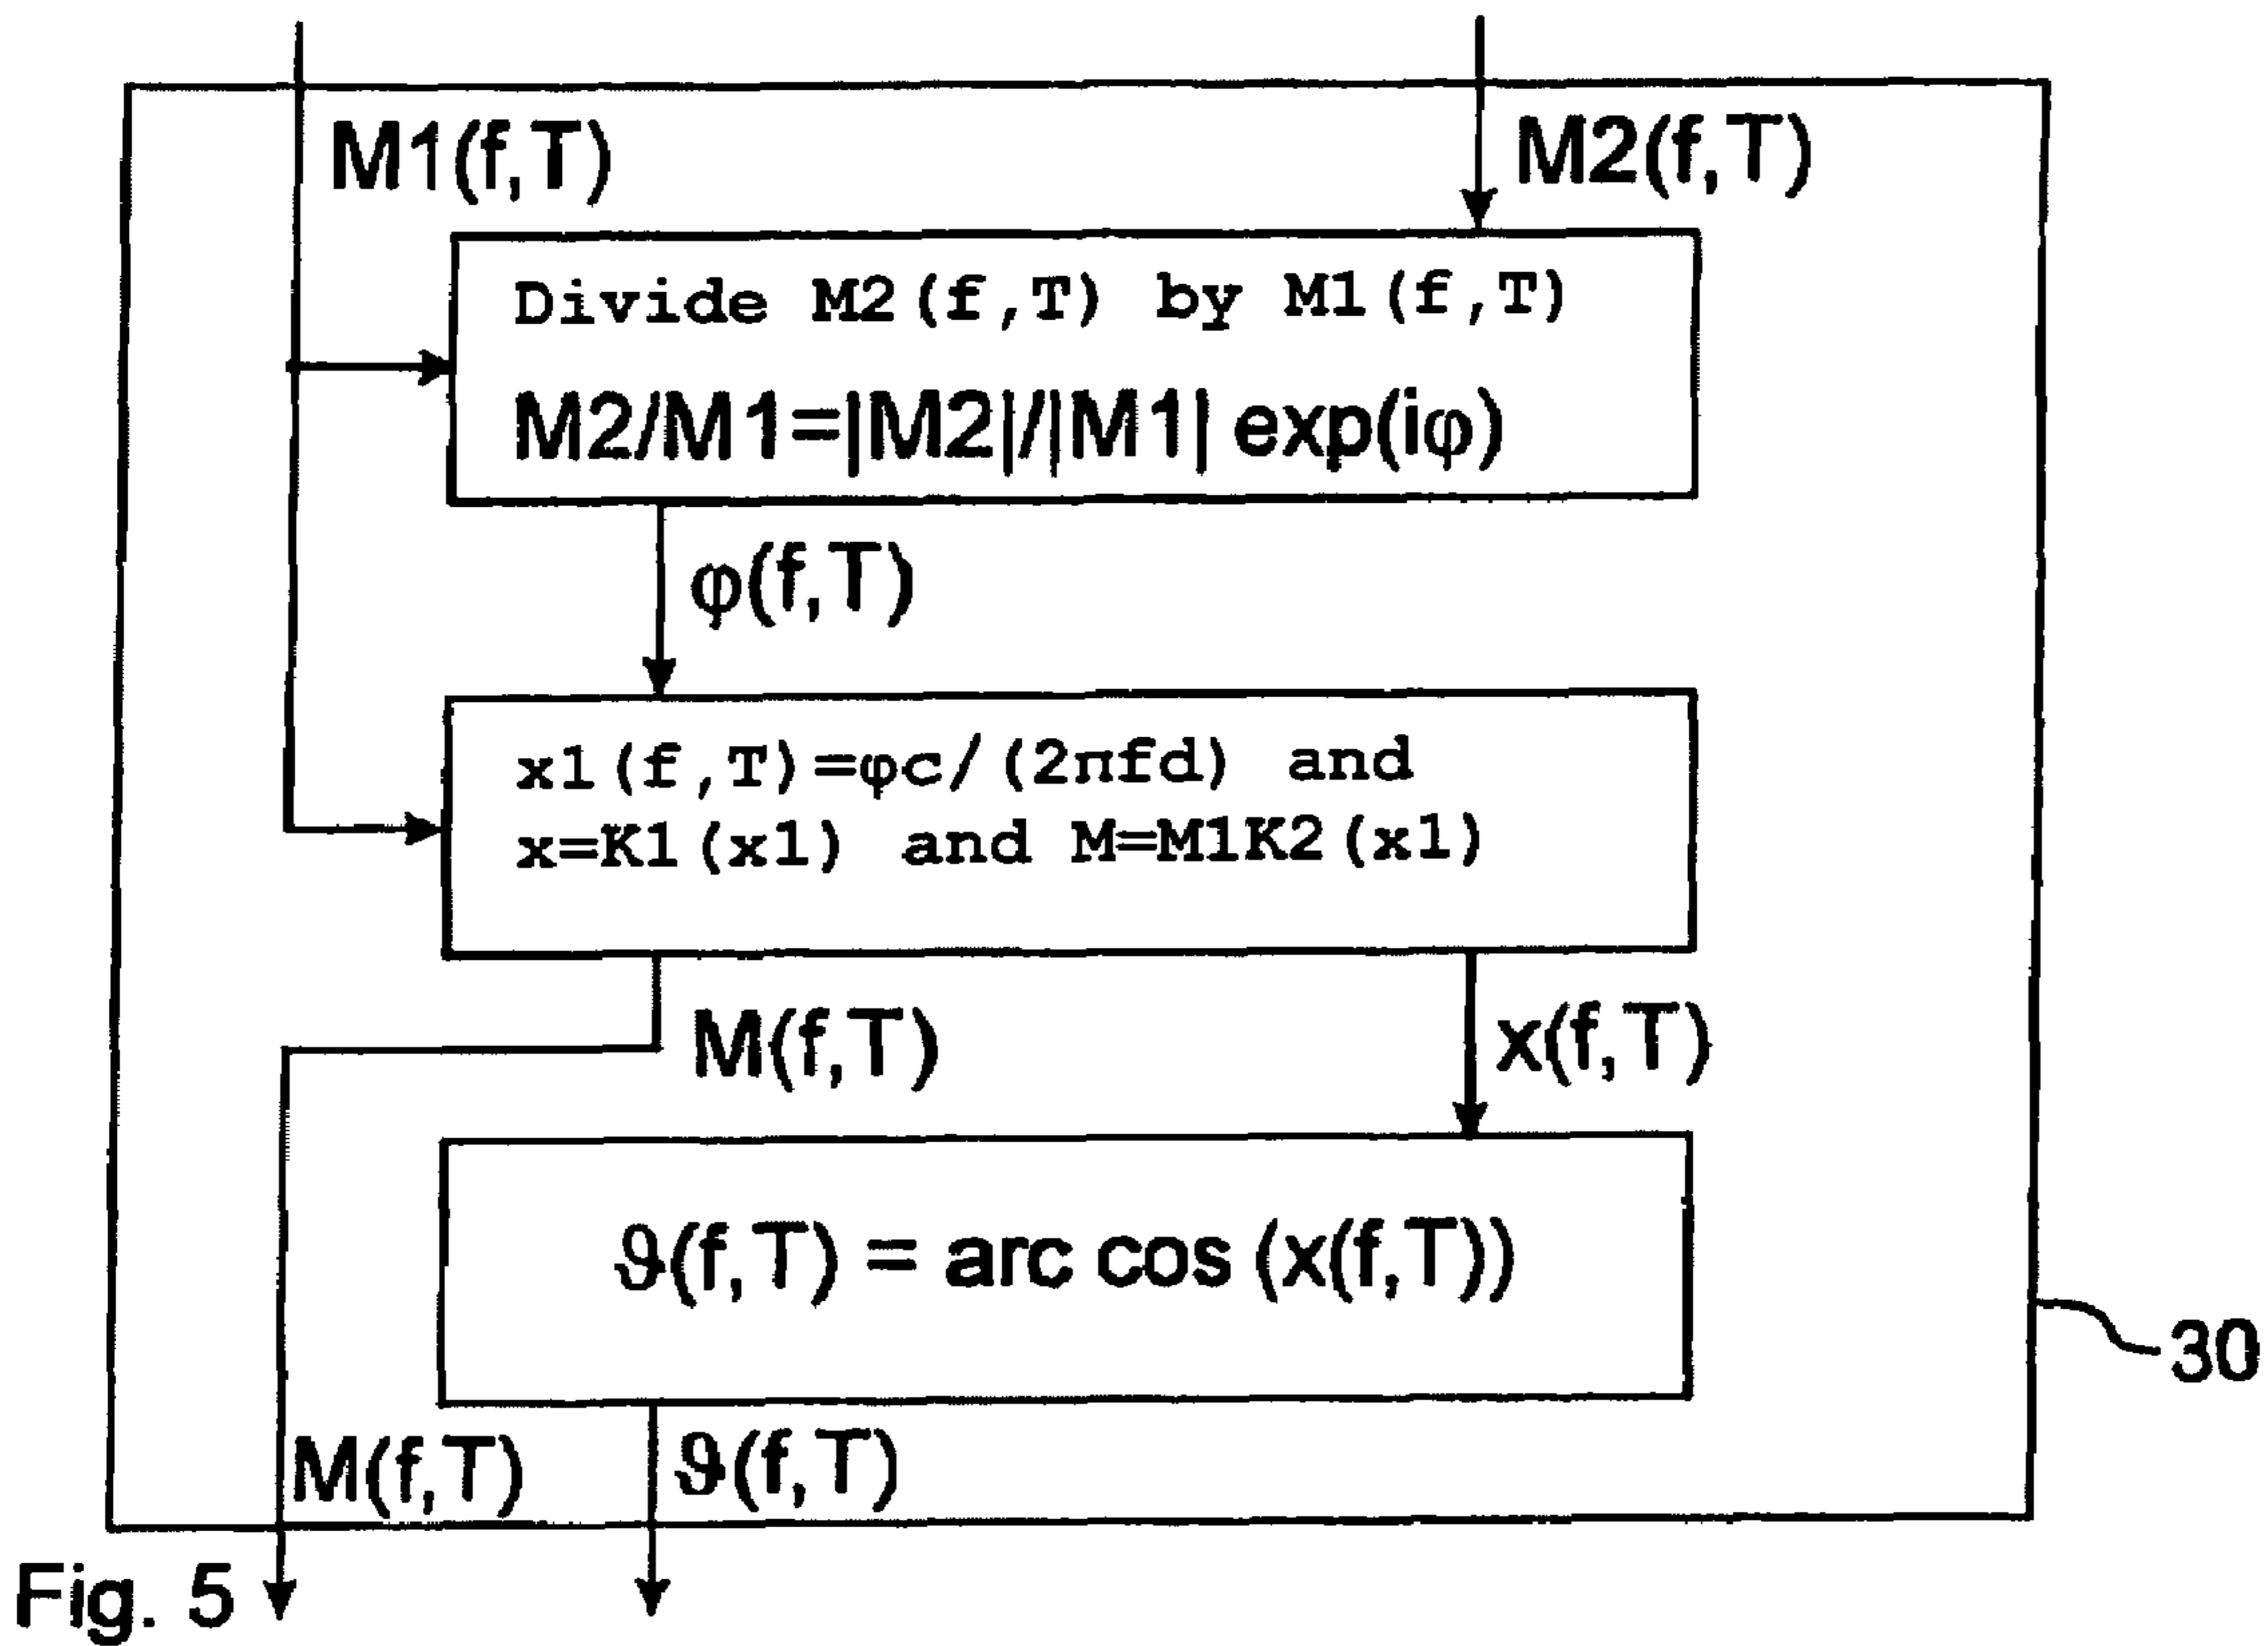 M1(f,T)
M2(f,T)
Divide M2(f,T) by M1(f,T)
M2/M1=|M2|/|M1| exp(iφ)
φ(f,T)
x1(f,T)=φc/(2πfd) and
x=K1(x1) and M=M1K2(x1)
M(f,T)
x(f,T)
ϑ(f,T) = arc cos (x(f,T))
30
M(f,T)
ϑ(f,T)
Fig. 5